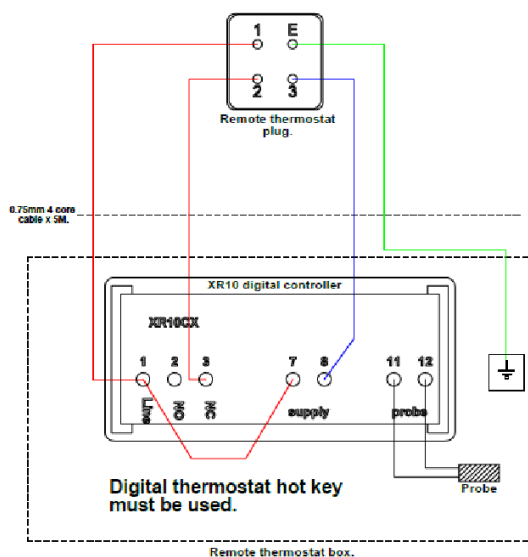 1 E
2 3
Remote thermostat
plug.
0.75mm 4 core
cable x 5M.
XR10 digital controller
XR10CX
1 2 3 7 8 11 12
Line NO NC supply probe
Digital thermostat hot key
must be used.
Probe
Remote thermostat box.